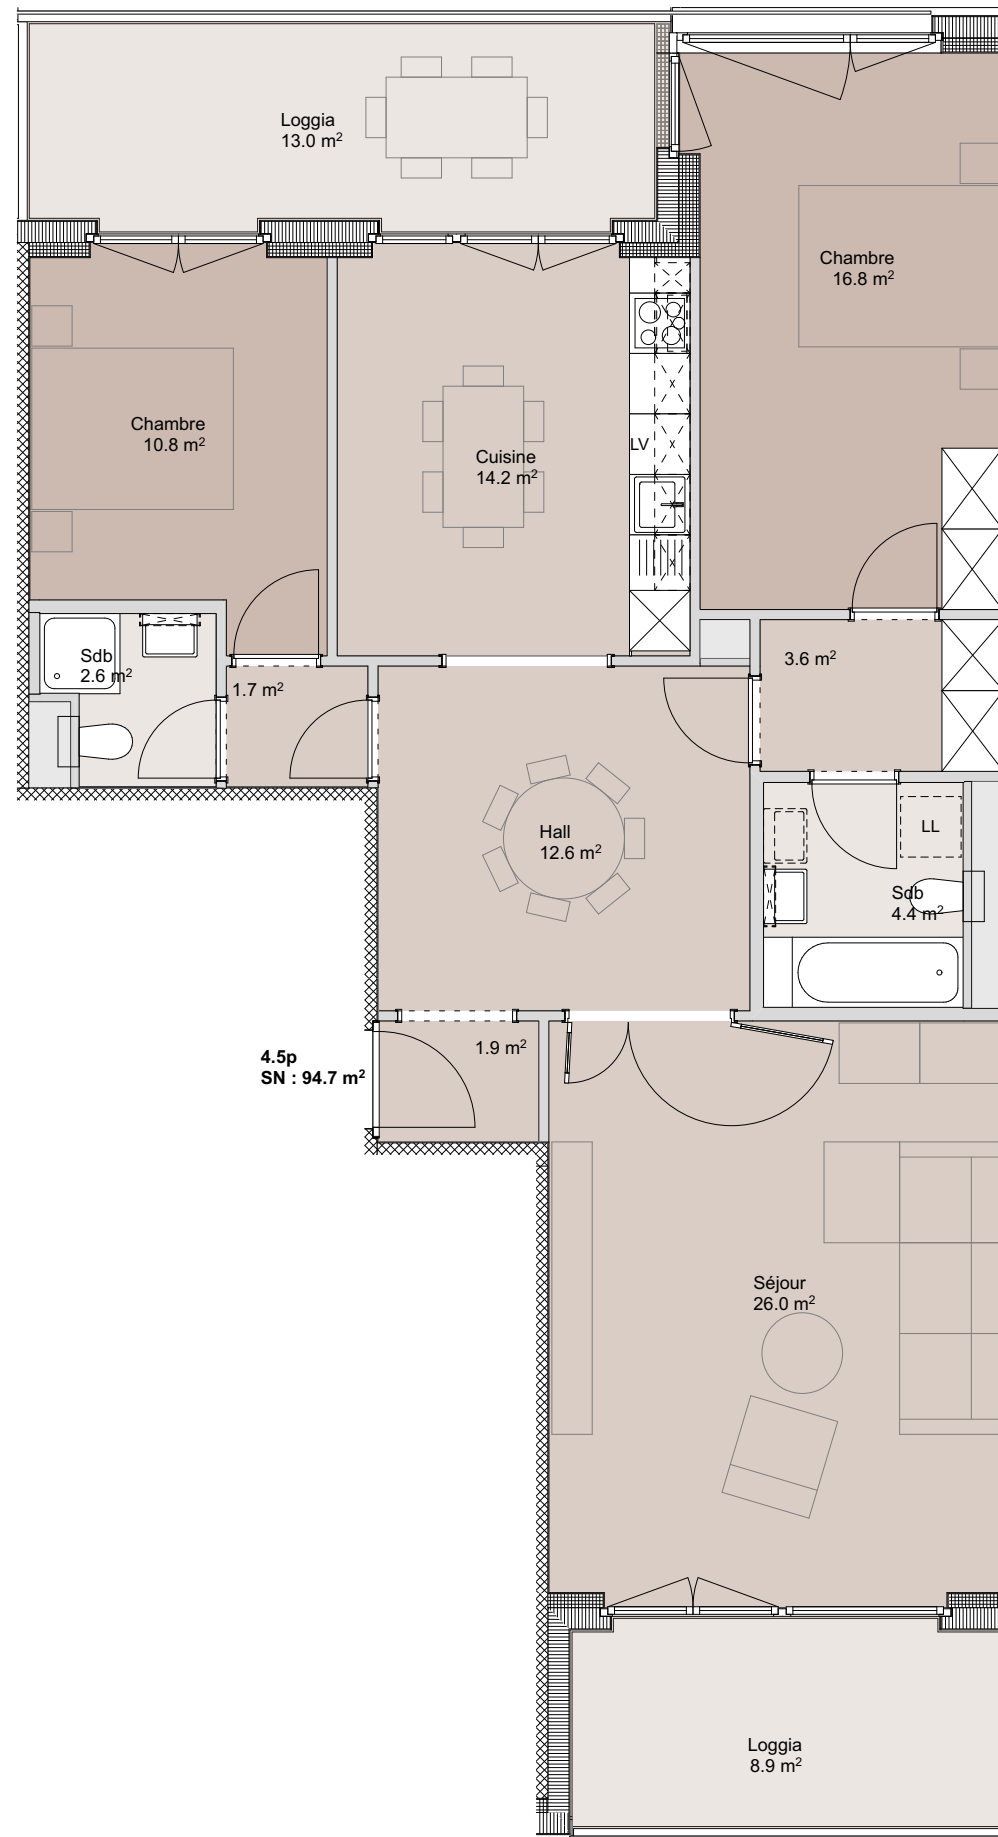 Loggia
13.0 m²
Chambre
16.8 m²
Chambre
10.8 m²
LV
Cuisine
14.2 m²
Sdb
2.6 m²
1.7 m²
3.6 m²
Hall
12.6 m²
LL
Sdb
4.4 m²
1.9 m²
4.5p
SN : 94.7 m²
Séjour
26.0 m²
Loggia
8.9 m²